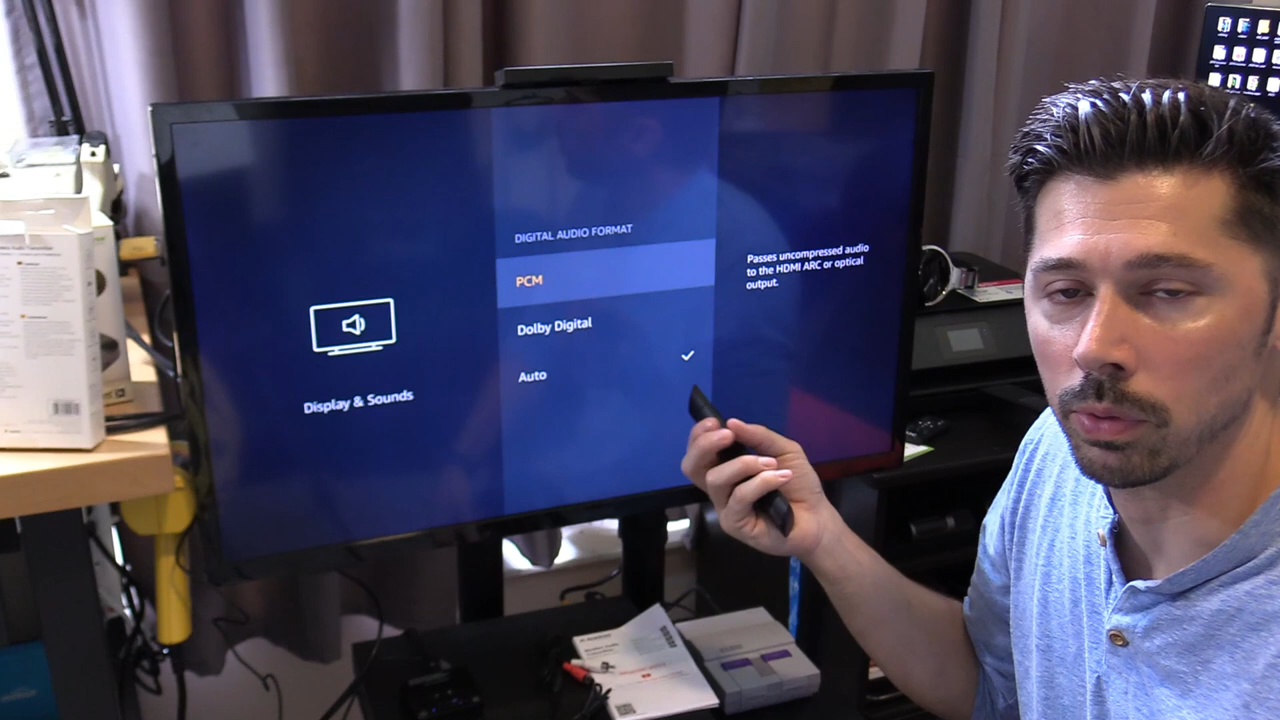 DIGITAL AUDIO FORMAT
PCM
Dolby Digital
Auto
Display & Sounds
Passes uncompressed audio
to the HDMI ARC or optical
output.